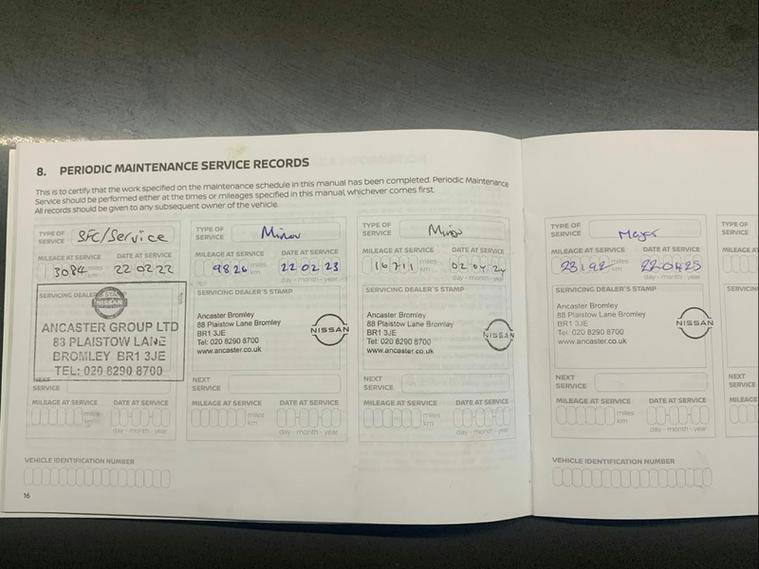 8. PERIODIC MAINTENANCE SERVICE RECORDS
This is to certify that the work specified on the maintenance schedule in this manual has been completed. Periodic Maintenance
Service should be performed either at the times or mileages specified in this manual, whichever comes first.
All records should be given to any subsequent owner of the vehicle.
TYPE OF SERVICE SFC/Service
MILEAGE AT SERVICE DATE AT SERVICE
3084 miles 22 02 22
SERVICING DEALER'S STAMP
NISSAN
ANCASTER GROUP LTD
83 PLAISTOW LANE
BROMLEY BR1 3JE
TEL: 020 8290 8700
NEXT SERVICE
MILEAGE AT SERVICE DATE AT SERVICE
miles
km
day - month - year
TYPE OF SERVICE Minor
MILEAGE AT SERVICE DATE AT SERVICE
9826 miles 22 02 23
km
day - month - year
SERVICING DEALER'S STAMP
Ancaster Bromley
88 Plaistow Lane Bromley
BR1 3JE
Tel: 020 8290 8700
www.ancaster.co.uk
NISSAN
NEXT SERVICE
MILEAGE AT SERVICE DATE AT SERVICE
miles
km
day - month - year
TYPE OF SERVICE Minor
MILEAGE AT SERVICE DATE AT SERVICE
16711 miles 02 04 24
km
day - month - year
SERVICING DEALER'S STAMP
Ancaster Bromley
88 Plaistow Lane Bromley
BR1 3JE
Tel: 020 8290 8700
www.ancaster.co.uk
NISSAN
NEXT SERVICE
MILEAGE AT SERVICE DATE AT SERVICE
miles
km
day - month - year
TYPE OF SERVICE Major
MILEAGE AT SERVICE DATE AT SERVICE
miles 220425
km
day - month - year
SERVICING DEALER'S STAMP
Ancaster Bromley
88 Plaistow Lane Bromley
BR1 3JE
Tel: 020 8290 8700
www.ancaster.co.uk
NISSAN
NEXT SERVICE
MILEAGE AT SERVICE DATE AT SERVICE
miles
km
day - month - year
TYPE OF SERVICE
MILEAGE A
SERVICIN
NEXT SERVICE
MILEAGE
VEHICLE IDENTIFICATION NUMBER
VEHICLE IDENTIFICATION NUMBER
16